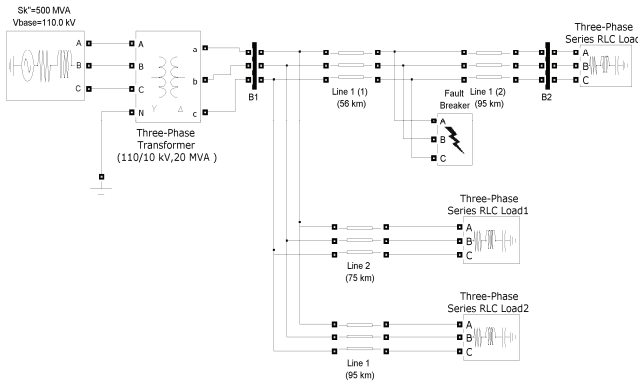 Sk"=500 MVA
Vbase=110.0 kV
A
B
C
A
B
C
N
a
b
c
Three-Phase
Transformer
(110/10 kV,20 MVA )
B1
Line 1 (1)
(56 km)
Fault
Breaker
A
B
C
Line 1 (2)
(95 km)
B2
Three-Phase
Series RLC Load
A
B
C
Line 2
(75 km)
Three-Phase
Series RLC Load1
A
B
C
Line 1
(95 km)
Three-Phase
Series RLC Load2
A
B
C